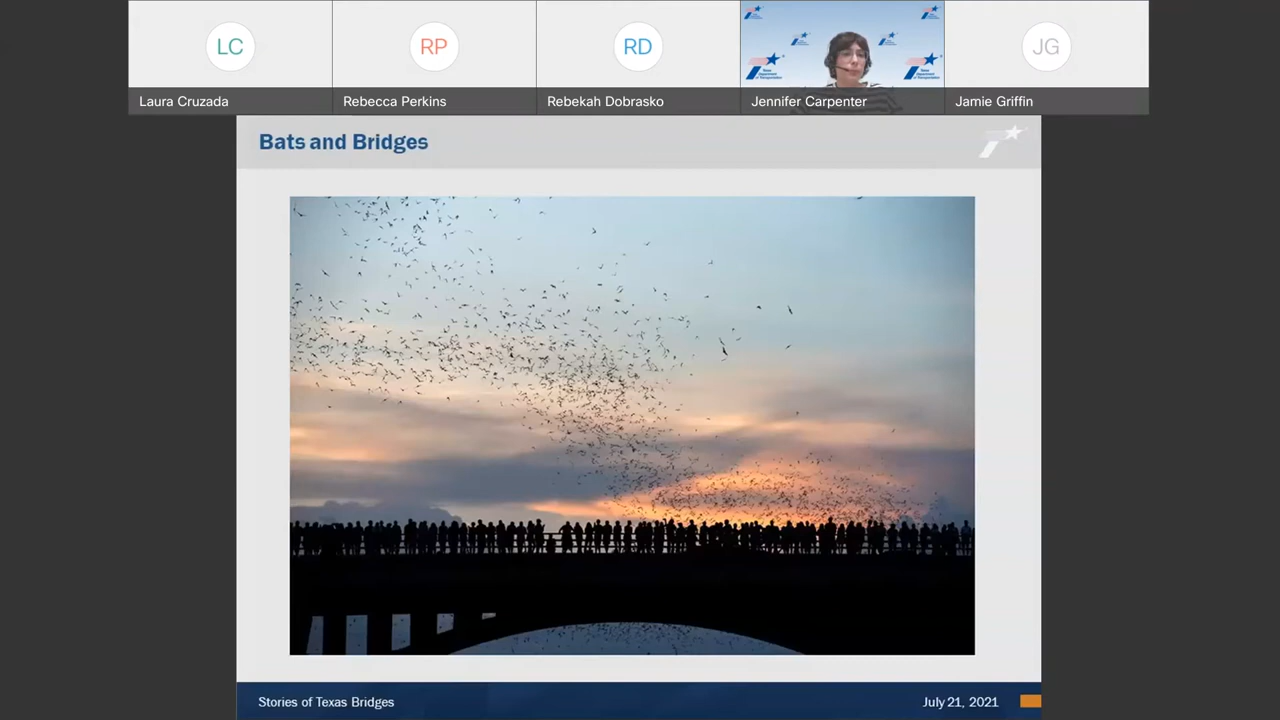 LC
RP
RD
JG
Laura Cruzada
Rebecca Perkins
Rebekah Dobrasko
Jennifer Carpenter
Jamie Griffin
Bats and Bridges
Stories of Texas Bridges
July 21, 2021